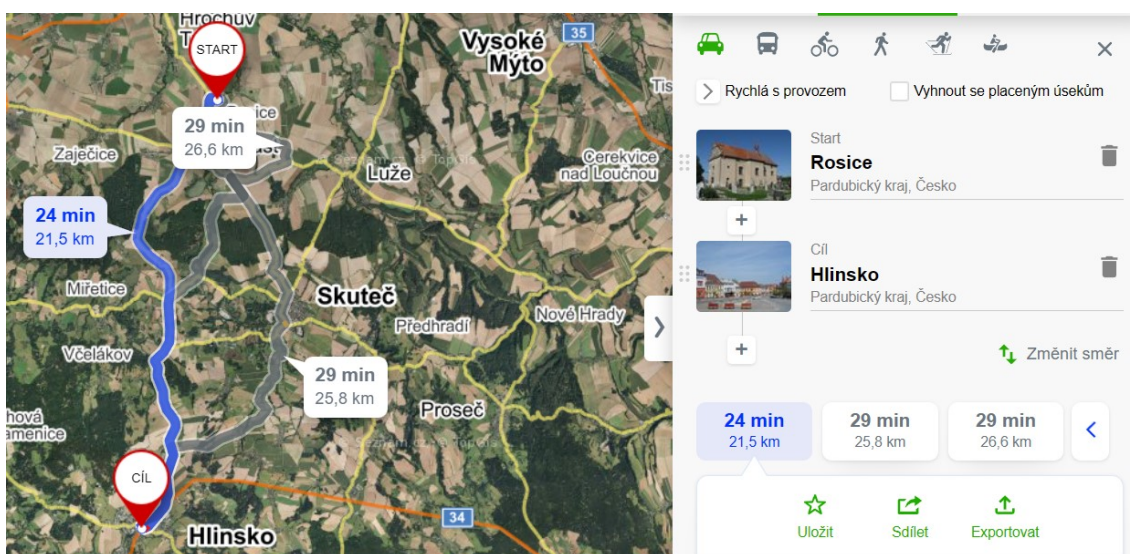 Hrochův
START
29 min
26,6 km
Zaječice
24 min
21,5 km
Luže
Vysoké
Mýto
35
Cerekvice
nad Loučnou
Miřetice
Skuteč
Předhradí
Nové Hrady
Včelákov
29 min
25,8 km
Proseč
CÍL
Hlinsko
34
Rychlá s provozem
Vyhnout se placeným úsekům
Start
Rosice
Pardubický kraj, Česko
+
Cíl
Hlinsko
Pardubický kraj, Česko
+
Změnit směr
24 min
21,5 km
29 min
25,8 km
29 min
26,6 km
Uložit
Sdílet
Exportovat